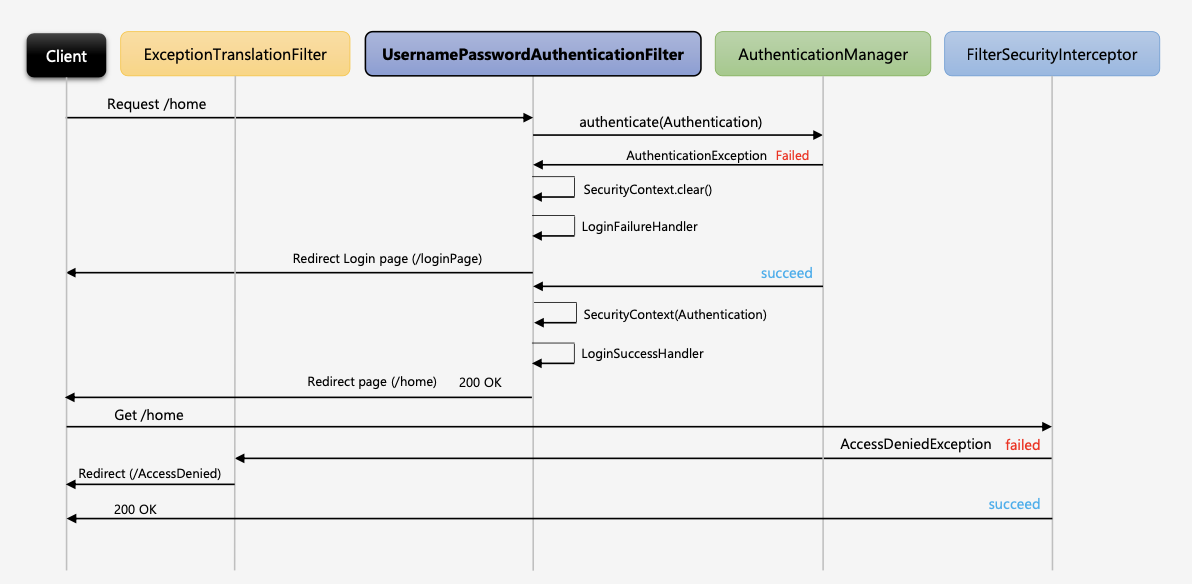 Client
ExceptionTranslationFilter
UsernamePasswordAuthenticationFilter
AuthenticationManager
FilterSecurityInterceptor
Request /home
authenticate(Authentication)
AuthenticationException Failed
SecurityContext.clear()
LoginFailureHandler
Redirect Login page (/loginPage)
succeed
SecurityContext(Authentication)
LoginSuccessHandler
Redirect page (/home) 200 OK
Get /home
AccessDeniedException failed
Redirect (/AccessDenied)
succeed
200 OK